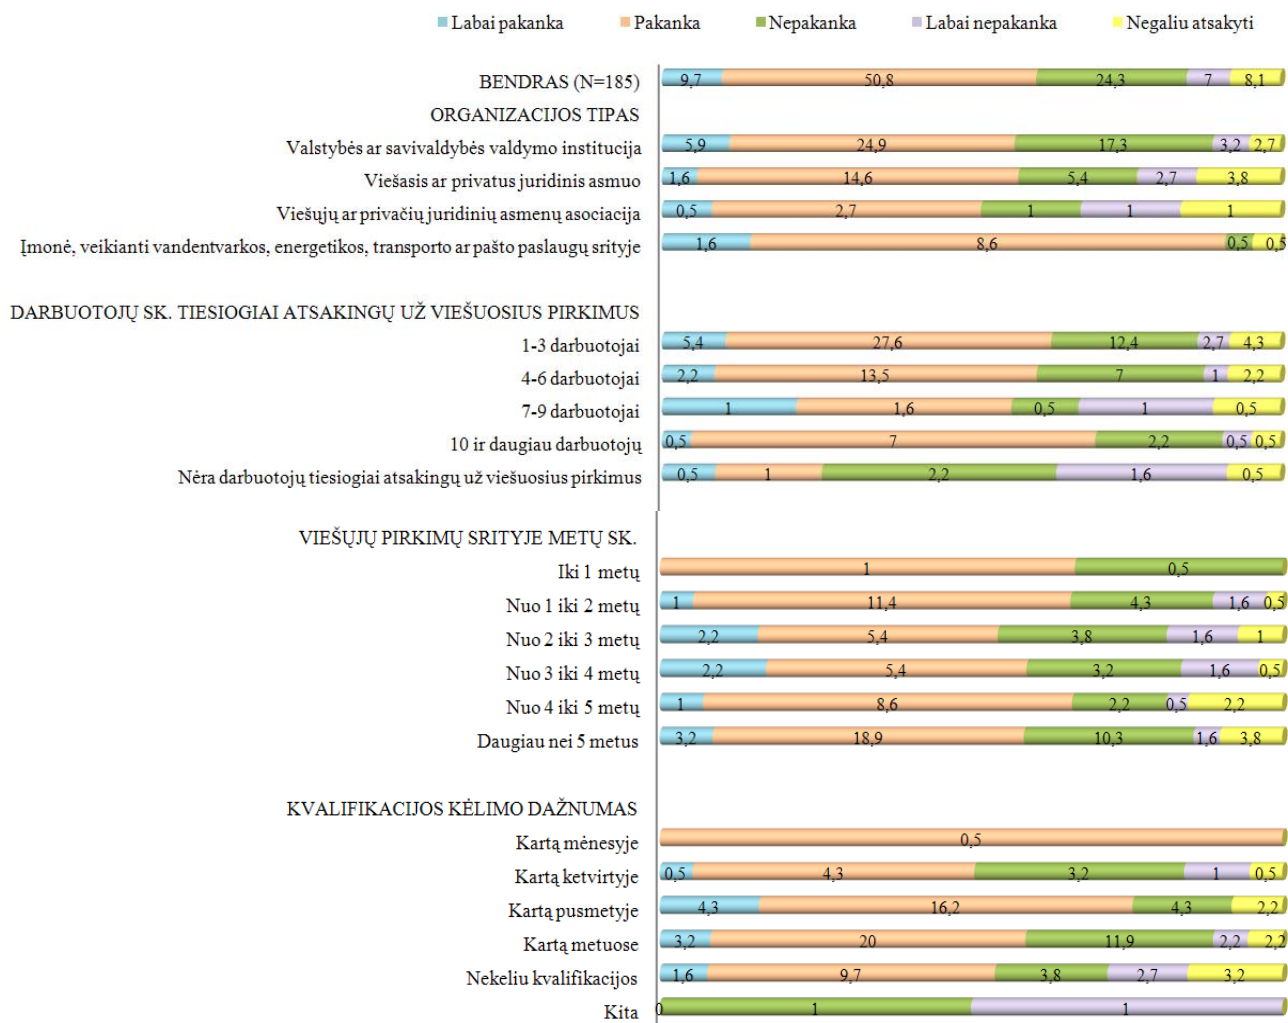 Labai pakanka Pakanka Nepakanka Labai nepakanka Negaliu atsakyti
BENDRAS (N=185) 9,7 50,8 24,3 7 8,1
ORGANIZACIJOS TIPAS
Valstybės ar savivaldybės valdymo institucija 5,9 24,9 17,3 3,2 2,7
Viešasis ar privatus juridinis asmuo 1,6 14,6 5,4 2,7 3,8
Viešųjų ar privačių juridinių asmenų asociacija 0,5 2,7 1 1 1
Įmonė, veikianti vandentvarkos, energetikos, transporto ar pašto paslaugų srityje 1,6 8,6 0,5 0,5
DARBUOTOJŲ SK. TIESIOGIAI ATSAKINGŲ UŽ VIEŠUOSIUS PIRKIMUS
1-3 darbuotojai 5,4 27,6 12,4 2,7 4,3
4-6 darbuotojai 2,2 13,5 7 1 2,2
7-9 darbuotojai 1 1,6 0,5 1 0,5
10 ir daugiau darbuotojų 0,5 7 2,2 0,5 0,5
Nėra darbuotojų tiesiogiai atsakingų už viešuosius pirkimus 0,5 1 2,2 1,6 0,5
VIEŠŲJŲ PIRKIMŲ SRITYJE METŲ SK.
Iki 1 metų 1 0,5
Nuo 1 iki 2 metų 1 11,4 4,3 1,6 0,5
Nuo 2 iki 3 metų 2,2 5,4 3,8 1,6 1
Nuo 3 iki 4 metų 2,2 5,4 3,2 1,6 0,5
Nuo 4 iki 5 metų 1 8,6 2,2 0,5 2,2
Daugiau nei 5 metus 3,2 18,9 10,3 1,6 3,8
KVALIFIKACIJOS KĖLIMO DAŽNUMAS
Kartą mėnesyje 0,5
Kartą ketvirtyje 0,5 4,3 3,2 1 0,5
Kartą pusmetyje 4,3 16,2 4,3 2,2
Kartą metuose 3,2 20 11,9 2,2 2,2
Nekeliu kvalifikacijos 1,6 9,7 3,8 2,7 3,2
Kita 0 1 1